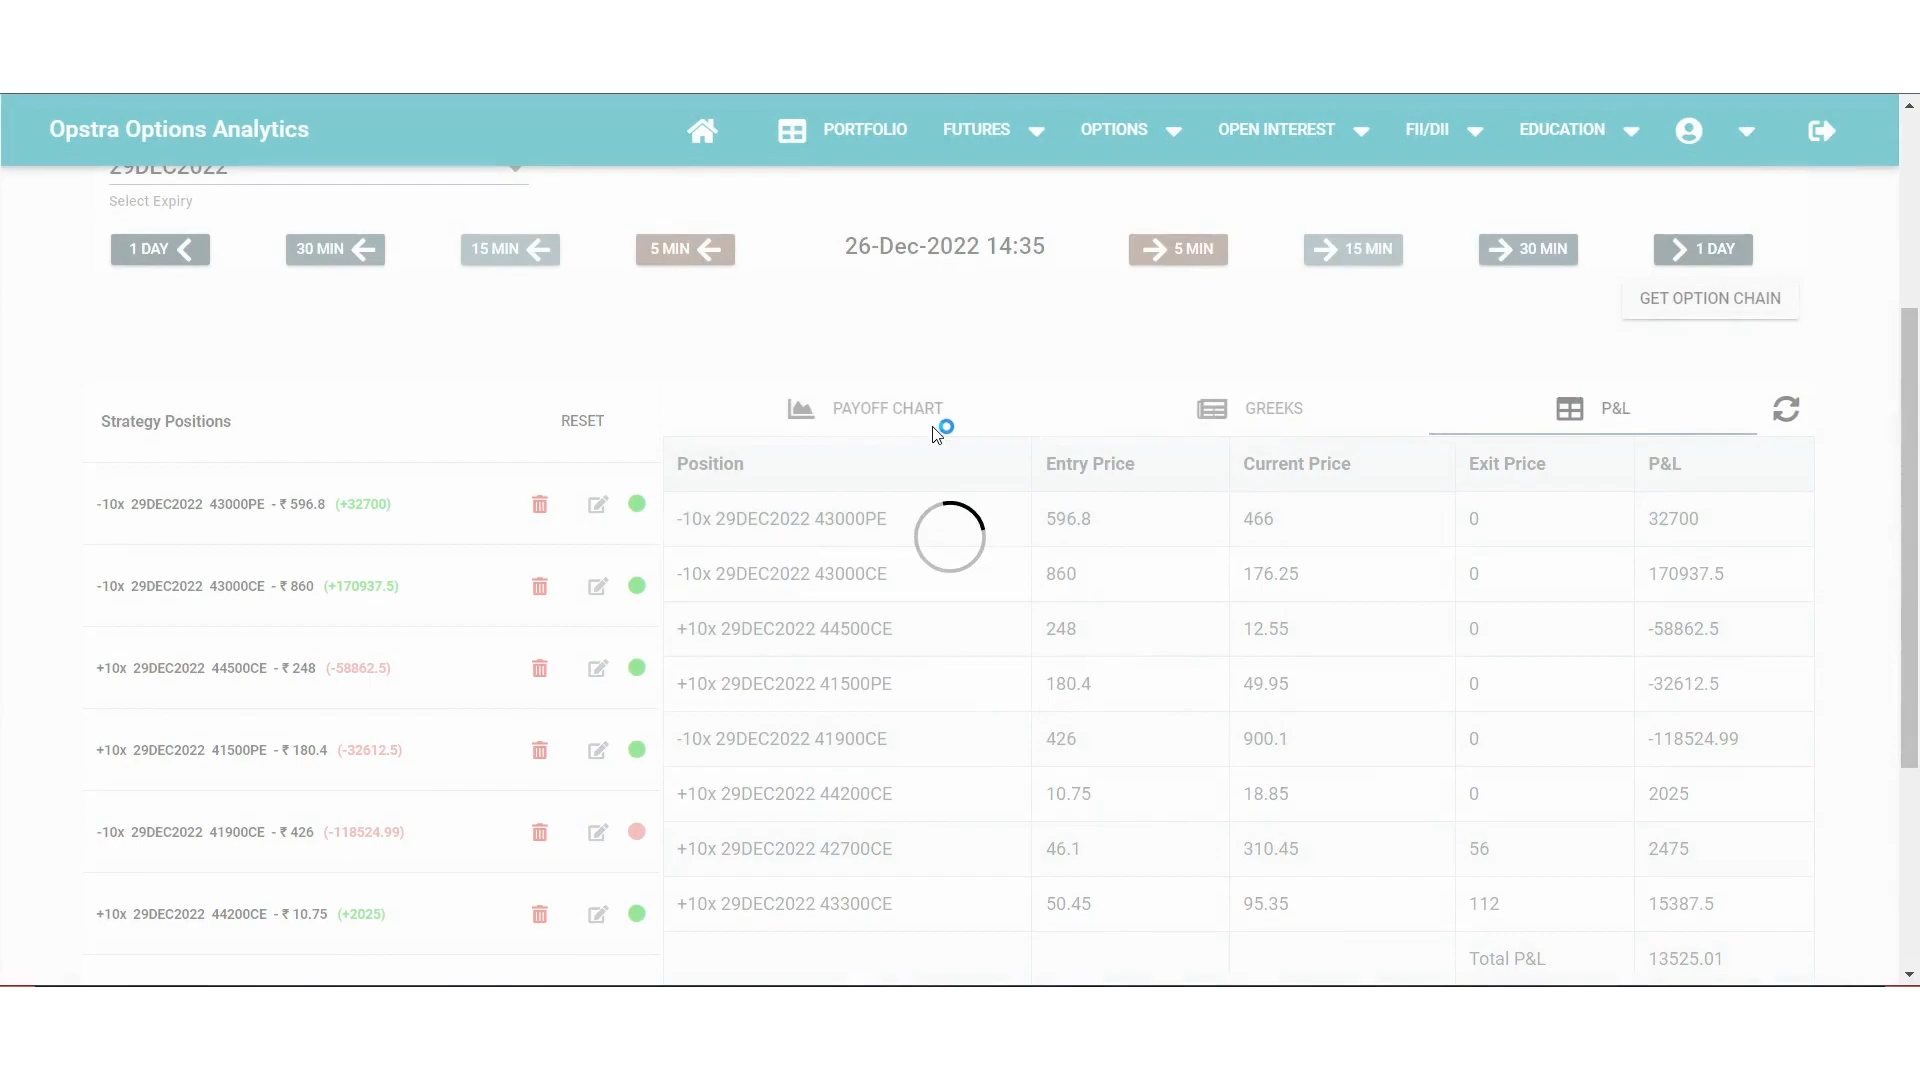 Opstra Options Analytics
PORTFOLIO FUTURES OPTIONS OPEN INTEREST FII/DII EDUCATION
29DEC2022
Select Expiry
1 DAY 30 MIN 15 MIN 5 MIN 26-Dec-2022 14:35 5 MIN 15 MIN 30 MIN 1 DAY
GET OPTION CHAIN
Strategy Positions RESET
PAYOFF CHART GREEKS P&L
-10x 29DEC2022 43000PE - ₹ 596.8 (+32700)
-10x 29DEC2022 43000CE - ₹ 860 (+170937.5)
+10x 29DEC2022 44500CE - ₹ 248 (-58862.5)
+10x 29DEC2022 41500PE - ₹ 180.4 (-32612.5)
-10x 29DEC2022 41900CE - ₹ 426 (-118524.99)
+10x 29DEC2022 44200CE - ₹ 10.75 (+2025)
Position Entry Price Current Price Exit Price P&L
-10x 29DEC2022 43000PE 596.8 466 0 32700
-10x 29DEC2022 43000CE 860 176.25 0 170937.5
+10x 29DEC2022 44500CE 248 12.55 0 -58862.5
+10x 29DEC2022 41500PE 180.4 49.95 0 -32612.5
-10x 29DEC2022 41900CE 426 900.1 0 -118524.99
+10x 29DEC2022 44200CE 10.75 18.85 0 2025
+10x 29DEC2022 42700CE 46.1 310.45 56 2475
+10x 29DEC2022 43300CE 50.45 95.35 112 15387.5
Total P&L 13525.01